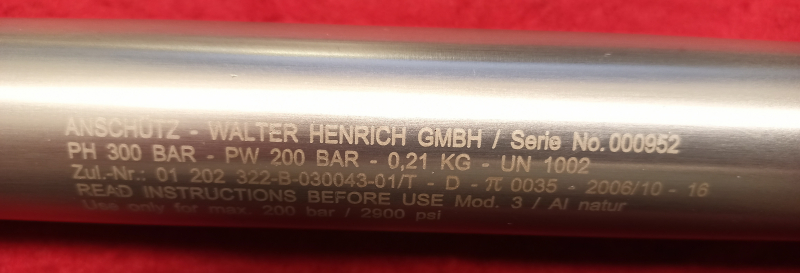 ANSCHÜTZ - WALTER HENRICH GMBH / Serie No. 000952
PH 300 BAR - PW 200 BAR - 0,21 KG - UN 1002
Zul.-Nr.: 01 202 322-B-030043-01/T - D - π 0035 - 2006/10 - 16
READ INSTRUCTIONS BEFORE USE Mod. 3 / Al natur
Use only for max. 200 bar / 2900 psi